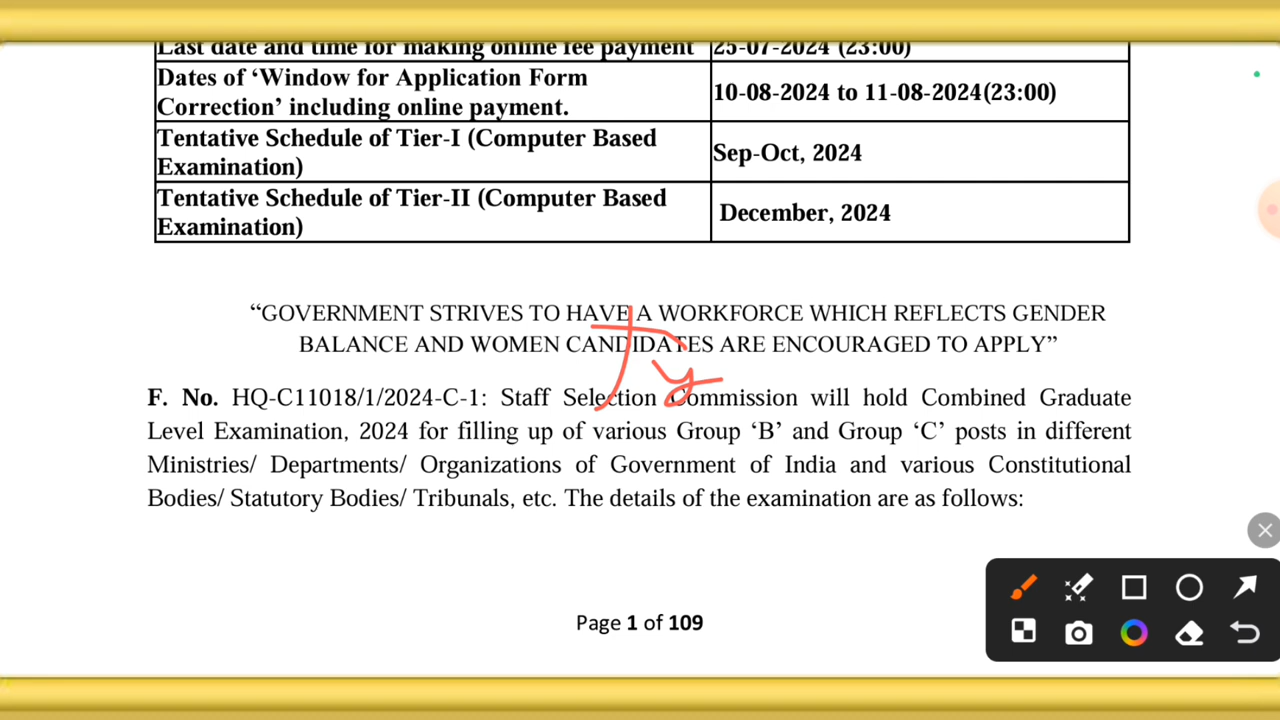 Last date and time for making online fee payment 25-07-2024 (23:00)
Dates of ‘Window for Application Form
Correction’ including online payment.
10-08-2024 to 11-08-2024(23:00)
Tentative Schedule of Tier-I (Computer Based
Examination)
Sep-Oct, 2024
Tentative Schedule of Tier-II (Computer Based
Examination)
December, 2024
“GOVERNMENT STRIVES TO HAVE A WORKFORCE WHICH REFLECTS GENDER
BALANCE AND WOMEN CANDIDATES ARE ENCOURAGED TO APPLY”
F. No. HQ-C11018/1/2024-C-1: Staff Selection Commission will hold Combined Graduate
Level Examination, 2024 for filling up of various Group ‘B’ and Group ‘C’ posts in different
Ministries/ Departments/ Organizations of Government of India and various Constitutional
Bodies/ Statutory Bodies/ Tribunals, etc. The details of the examination are as follows:
Page 1 of 109